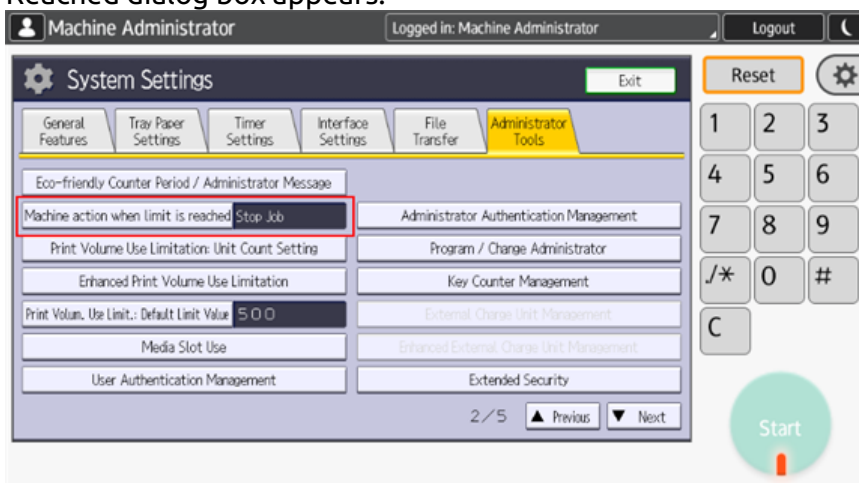 Reached dialog box appears.
Machine Administrator
Logged in: Machine Administrator
Logout
System Settings
Exit
Reset
General
Features
Tray Paper
Settings
Timer
Settings
Interface
Settings
File
Transfer
Administrator
Tools
Eco-friendly Counter Period / Administrator Message
Machine action when limit is reached Stop Job
Administrator Authentication Management
Print Volume Use Limitation: Unit Count Setting
Program / Change Administrator
Enhanced Print Volume Use Limitation
Key Counter Management
Print Volum. Use Limit.: Default Limit Value 500
External Charge Unit Management
Media Slot Use
Enhanced External Charge Unit Management
User Authentication Management
Extended Security
2/5 ▲ Previous ▼ Next
1 2 3
4 5 6
7 8 9
./* 0 #
C
Start